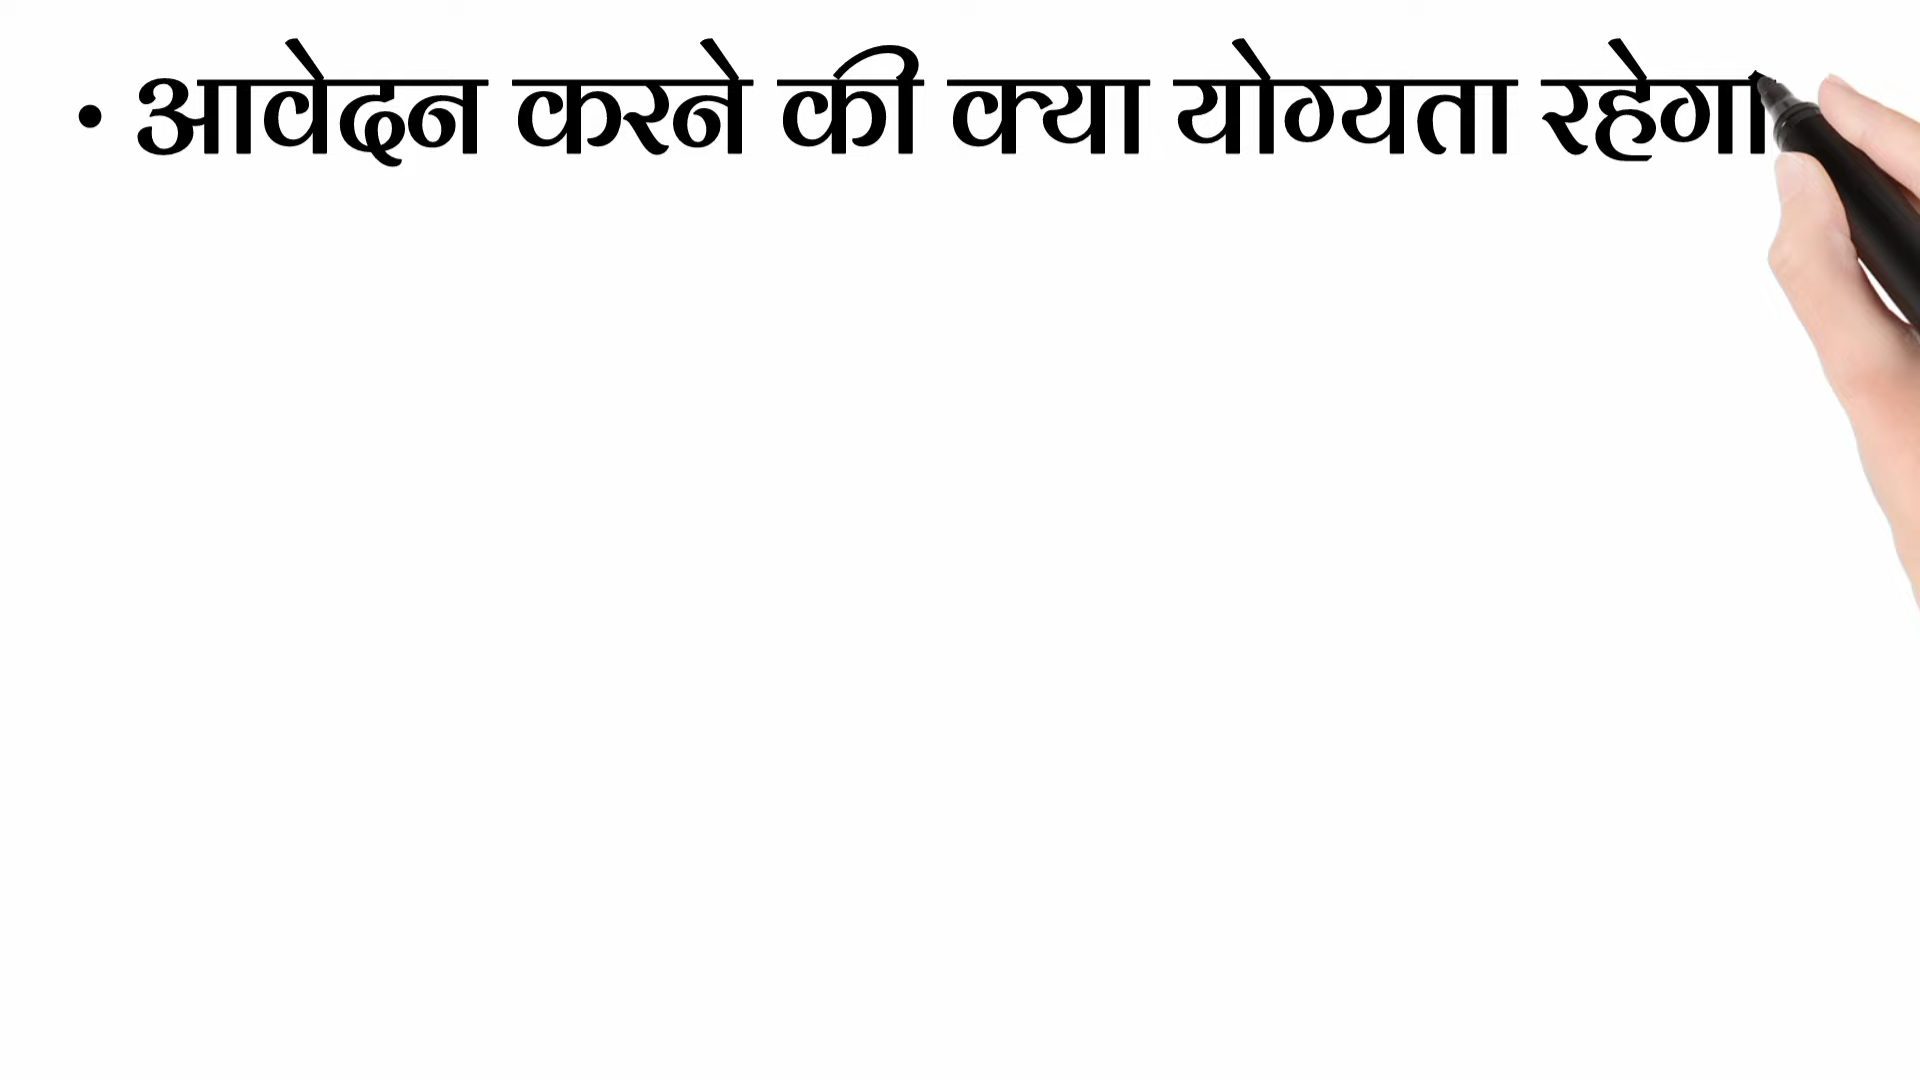 • आवेदन करने की क्या योग्यता रहेगा